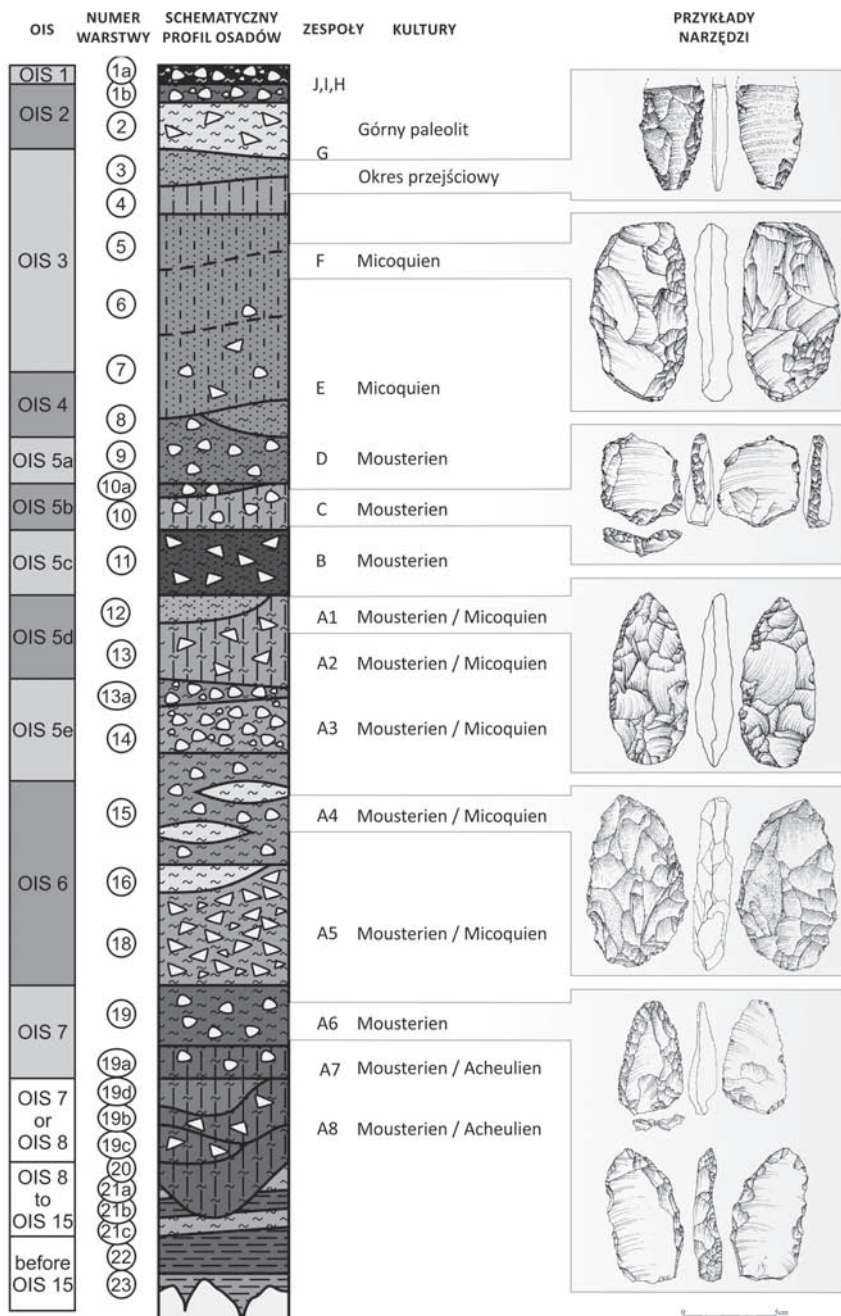 OIS
NUMER
WARSTWY
SCHEMATYCZNY
PROFIL OSADÓW
ZESPOŁY
KULTURY
PRZYKŁADY
NARZĘDZI
OIS 1
OIS 2
OIS 3
OIS 4
OIS 5a
OIS 5b
OIS 5c
OIS 5d
OIS 5e
OIS 6
OIS 7
OIS 7
or
OIS 8
OIS 8
to
OIS 15
before
OIS 15
1a
1b
2
3
4
5
6
7
8
9
10a
10
11
12
13
13a
14
15
16
18
19
19a
19d
19b
19c
20
21a
21b
21c
22
23
J,I,H
Górny paleolit
G
Okres przejściowy
F Micoquien
E Micoquien
D Mousterien
C Mousterien
B Mousterien
A1 Mousterien / Micoquien
A2 Mousterien / Micoquien
A3 Mousterien / Micoquien
A4 Mousterien / Micoquien
A5 Mousterien / Micoquien
A6 Mousterien
A7 Mousterien / Acheulien
A8 Mousterien / Acheulien
0 5cm